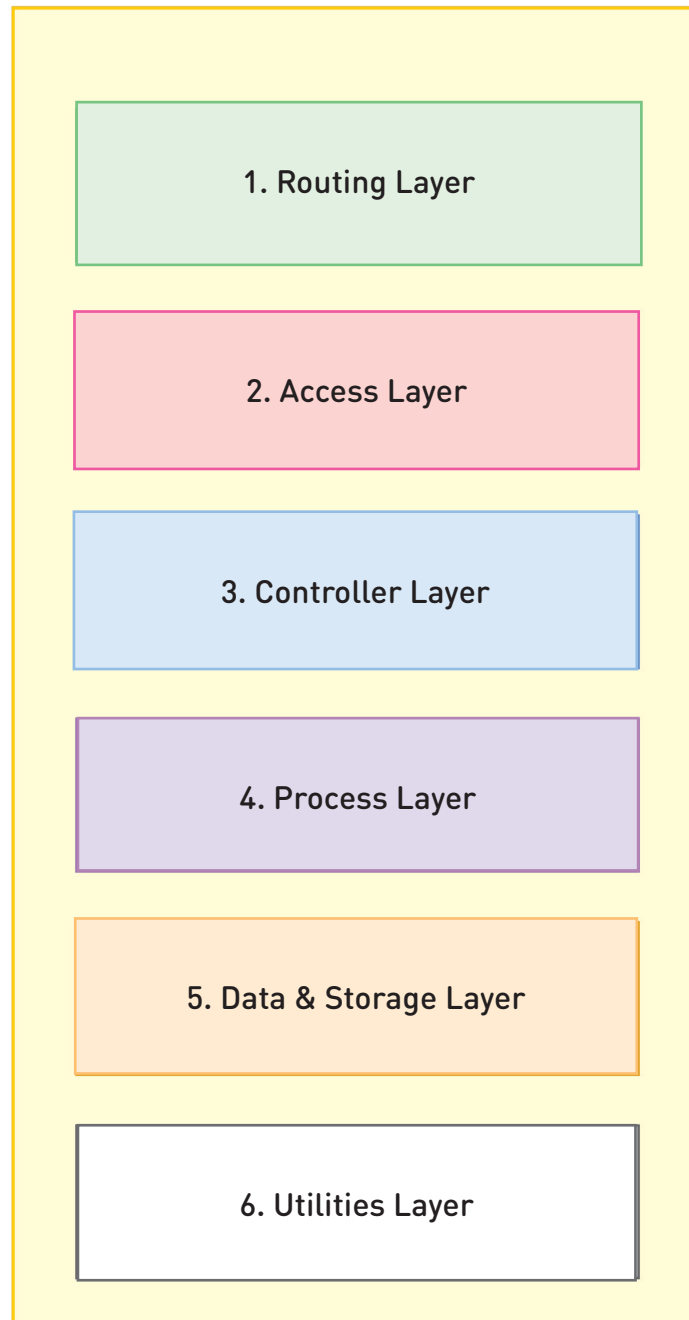 1. Routing Layer
2. Access Layer
3. Controller Layer
4. Process Layer
5. Data & Storage Layer
6. Utilities Layer